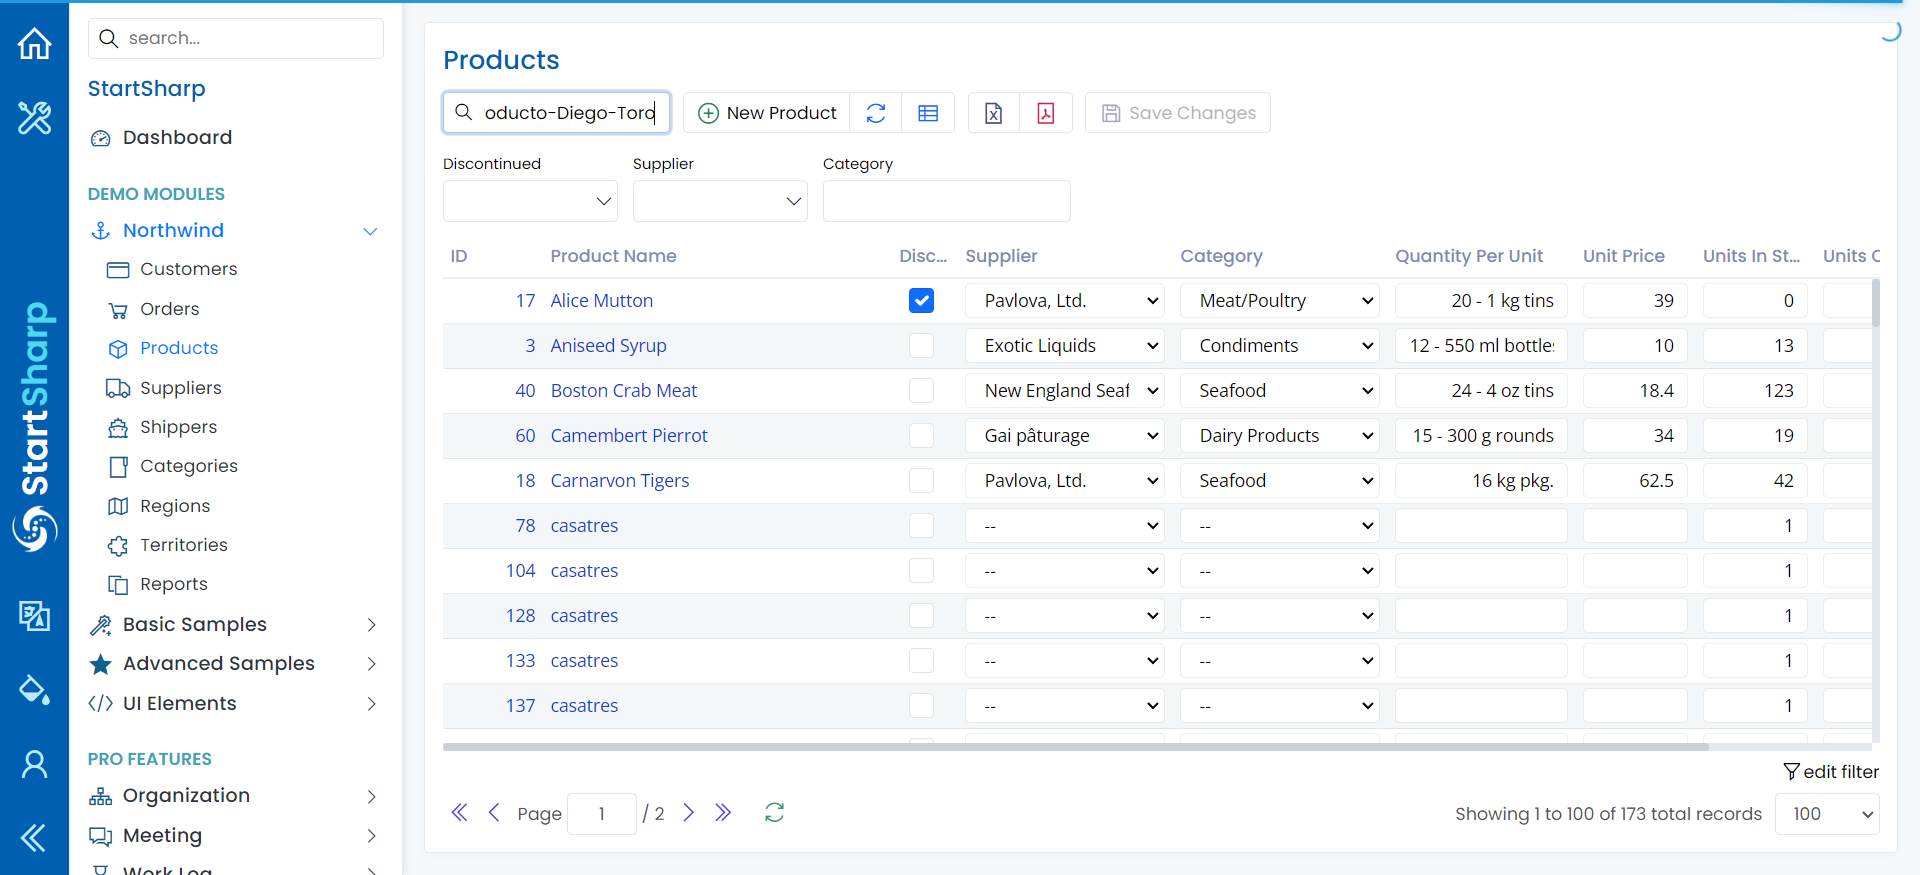 search...
StartSharp
Dashboard
DEMO MODULES
Northwind
Customers
Orders
Products
Suppliers
Shippers
Categories
Regions
Territories
Reports
Basic Samples
Advanced Samples
UI Elements
PRO FEATURES
Organization
Meeting
Work Log
StartSharp
Products
oducto-Diego-Toro
New Product
Save Changes
Discontinued Supplier Category
ID Product Name Disc... Supplier Category Quantity Per Unit Unit Price Units In St... Units
17 Alice Mutton Pavlova, Ltd. Meat/Poultry 20 - 1 kg tins 39 0
3 Aniseed Syrup Exotic Liquids Condiments 12 - 550 ml bottles 10 13
40 Boston Crab Meat New England Seaf Seafood 24 - 4 oz tins 18.4 123
60 Camembert Pierrot Gai pâturage Dairy Products 15 - 300 g rounds 34 19
18 Carnarvon Tigers Pavlova, Ltd. Seafood 16 kg pkg. 62.5 42
78 casatres -- -- 1
104 casatres -- -- 1
128 casatres -- -- 1
133 casatres -- -- 1
137 casatres -- -- 1
edit filter
Page 1 / 2
Showing 1 to 100 of 173 total records 100